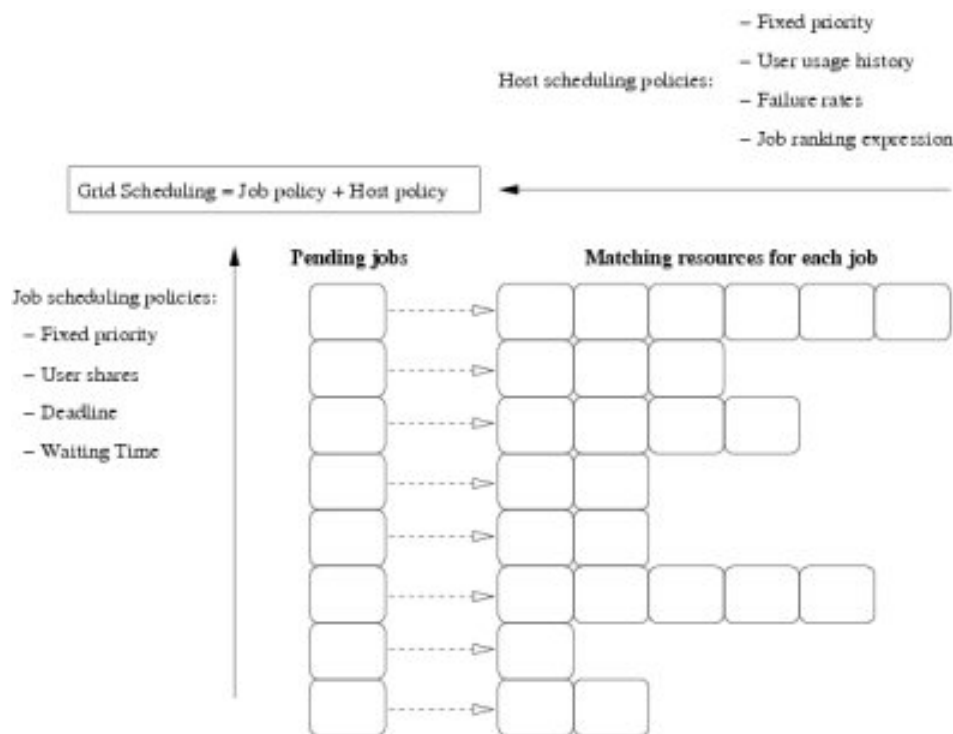 – Fixed priority
– User usage history
Host scheduling policies:
– Failure rates
– Job ranking expression
Grid Scheduling = Job policy + Host policy
Pending jobs
Matching resources for each job
Job scheduling policies:
– Fixed priority
– User shares
– Deadline
– Waiting Time